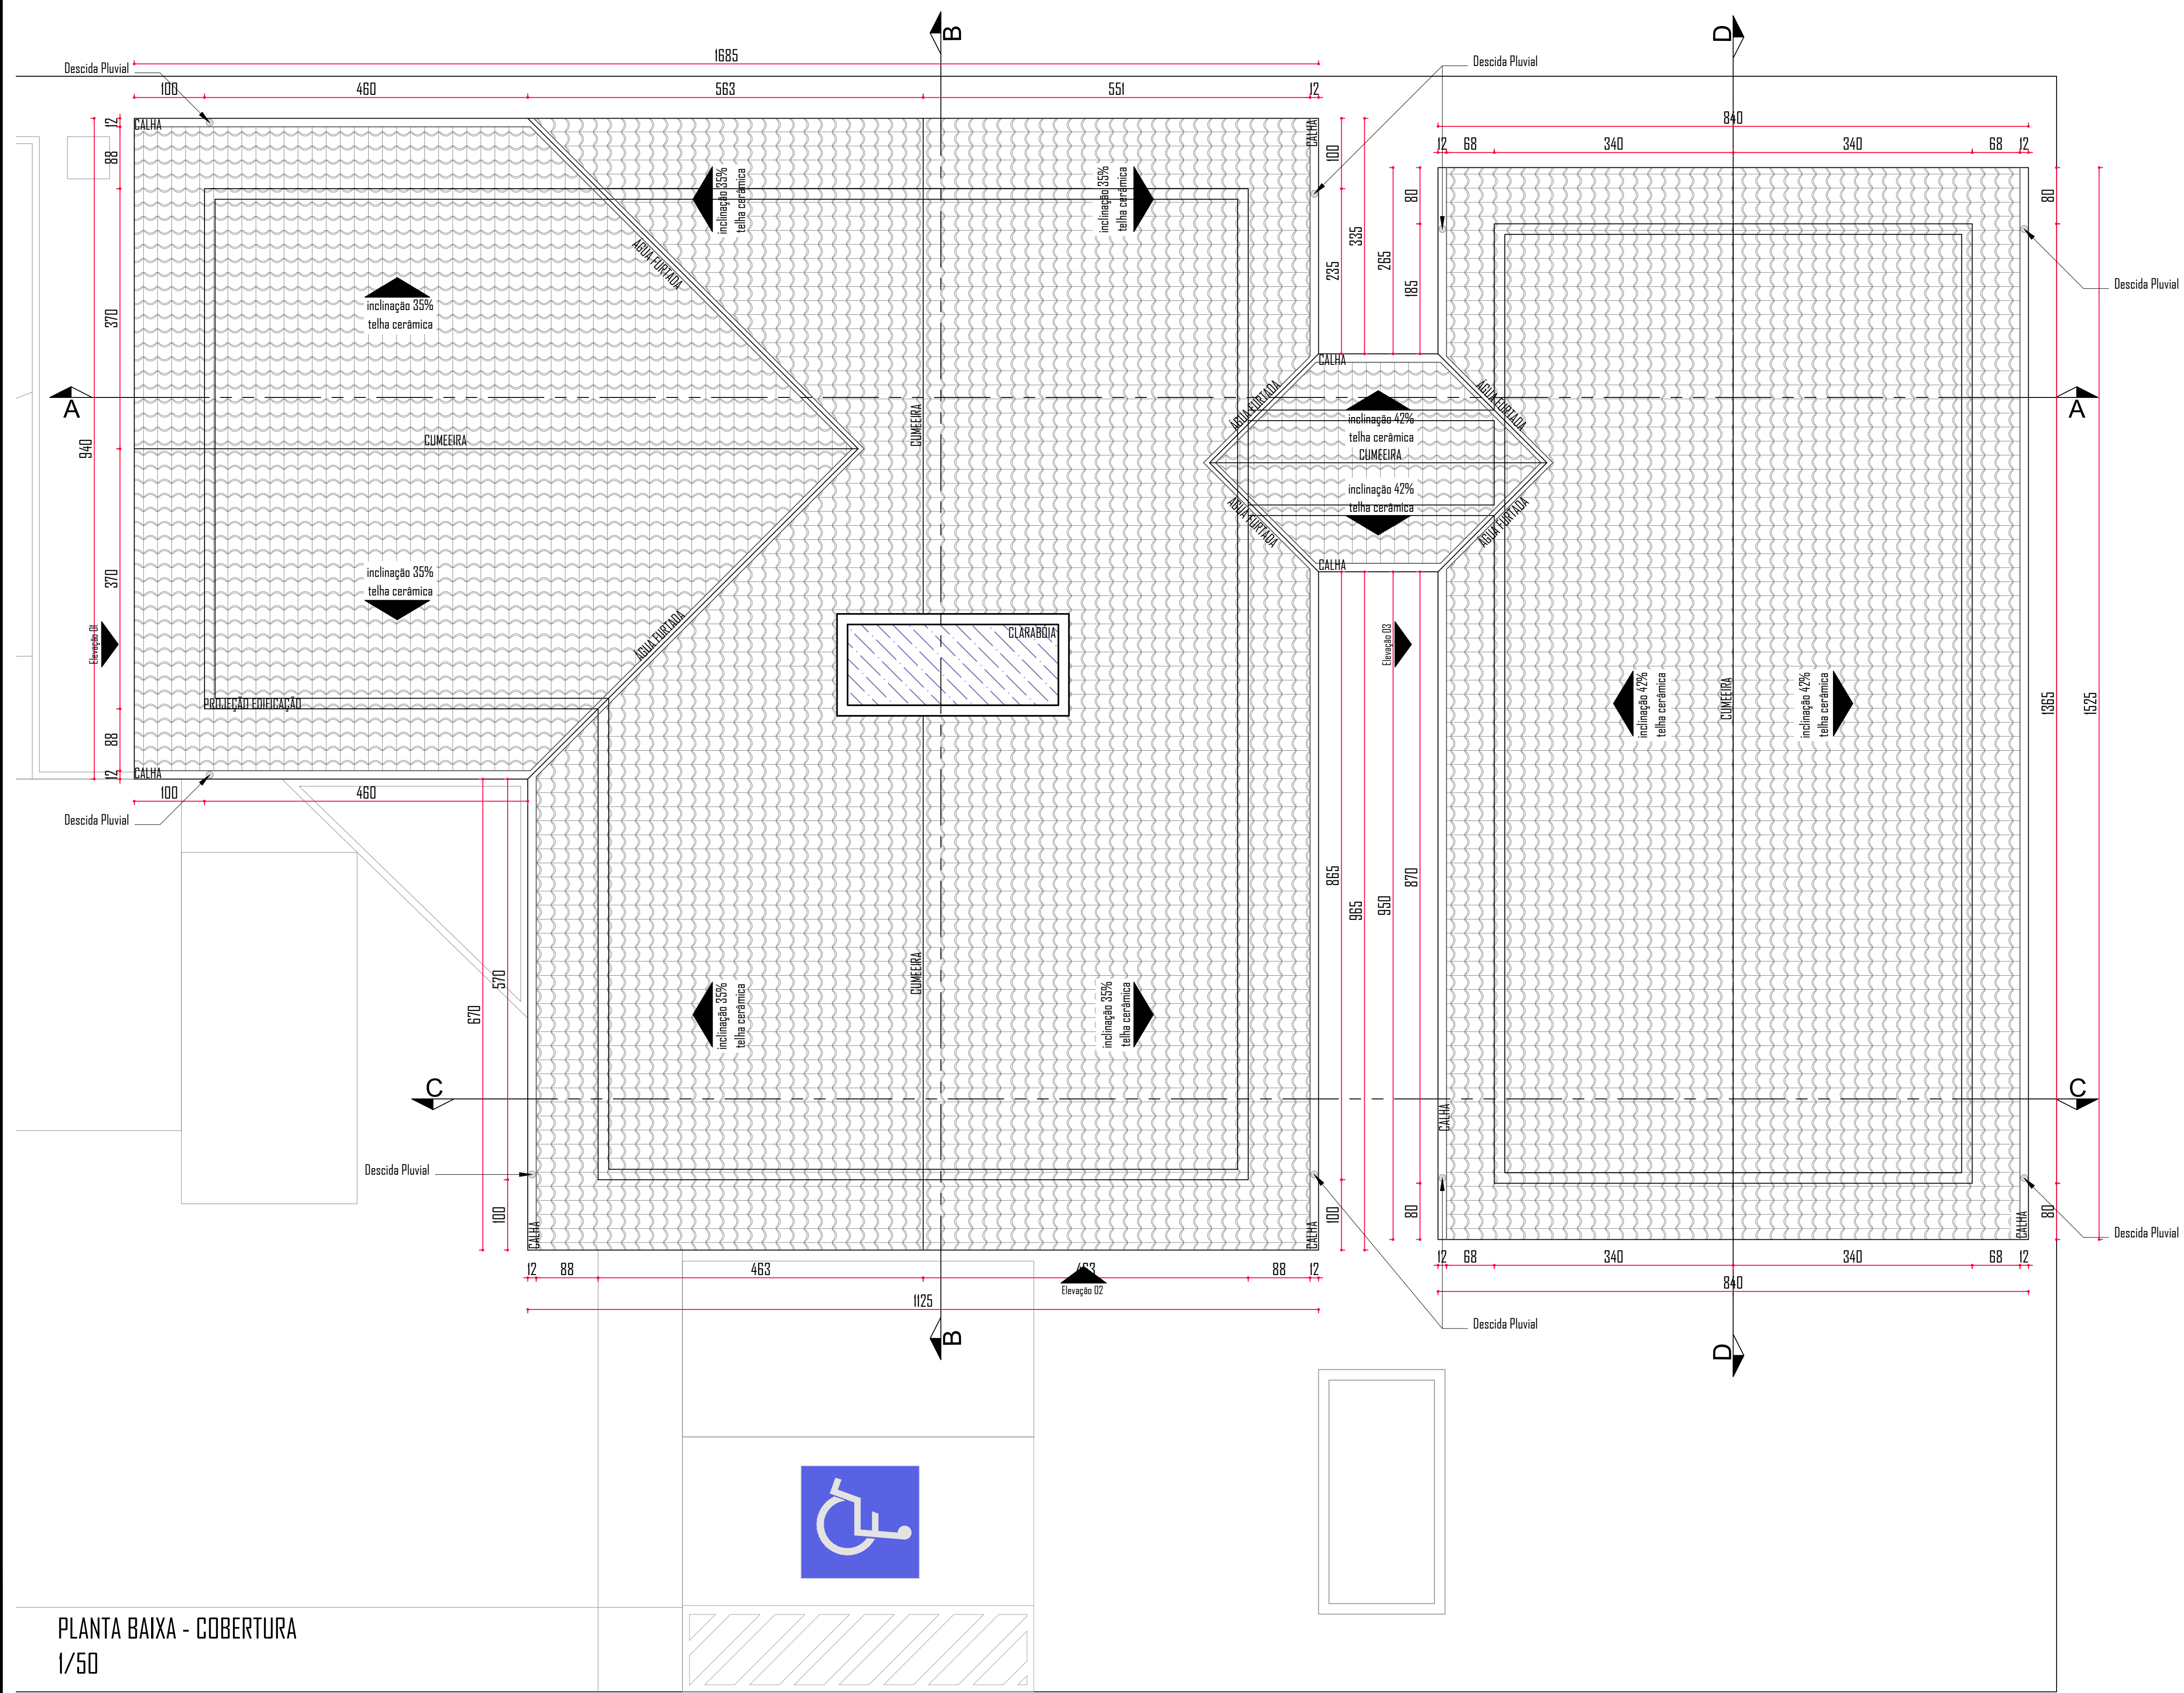 B
D
1685
Descida Pluvial
Descida Pluvial
100
460
563
551
12
840
12
68
340
340
68
12
12
88
370
940
370
88
12
CALHA
CALHA
inclinação 35%
telha cerâmica
inclinação 35%
telha cerâmica
100
335
235
265
80
185
80
Descida Pluvial
ÁGUA FURTADA
inclinação 35%
telha cerâmica
CALHA
A
A
ÁGUA FURTADA
ÁGUA FURTADA
inclinação 42%
telha cerâmica
CUMEEIRA
CUMEEIRA
CUMEEIRA
inclinação 42%
telha cerâmica
ÁGUA FURTADA
ÁGUA FURTADA
CALHA
inclinação 35%
telha cerâmica
Elevação 01
ÁGUA FURTADA
CLARABÓIA
Elevação 03
PROJEÇÃO EDIFICAÇÃO
inclinação 42%
telha cerâmica
CUMEEIRA
inclinação 42%
telha cerâmica
1365
1525
CALHA
100
460
Descida Pluvial
865
965
950
870
670
570
CUMEEIRA
inclinação 35%
telha cerâmica
inclinação 35%
telha cerâmica
C
C
CALHA
Descida Pluvial
100
CALHA
CALHA
100
80
CALHA
80
Descida Pluvial
12
88
463
463
88
12
Elevação 02
1125
12
68
340
340
68
12
840
Descida Pluvial
B
D
PLANTA BAIXA - COBERTURA
1/50